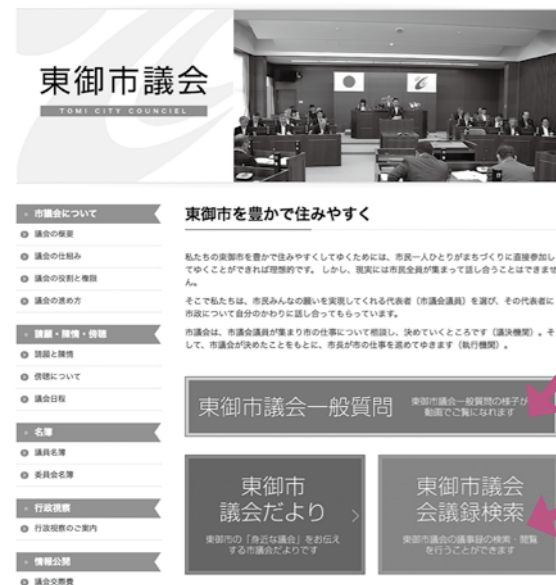 東御市議会
TOMI CITY COUNCIEL
市議会について
議会の概要
議会の仕組み
議会の役割と権限
議会の進め方
請願・陳情・傍聴
請願と陳情
傍聴について
議会日程
名簿
議員名簿
委員会名簿
行政視察
行政視察のご案内
情報公開
議会交際費
東御市を豊かで住みやすく
私たちの東御市を豊かで住みやすくしてゆくためには、市民一人ひとりがまちづくりに直接参加し
てゆくことができれば理想的です。しかし、現実には市民全員が集まって話し合うことはできませ
ん。
そこで私たちは、市民みんなの願いを実現してくれる代表者（市議会議員）を選び、その代表者に
市政について自分のかわりに話し合ってもらっています。
市議会は、市議会議員が集まり市の仕事について相談し、決めていくところです（議決機関）。そ
して、市議会が決めたことをもとに、市長が市の仕事を進めてゆきます（執行機関）。
東御市議会一般質問
東御市議会一般質問の様子が
動画でご覧になれます
東御市
議会だより
東御市の「身近な議会」をお伝え
する市議会だよりです
東御市議会
会議録検索
東御市議会の議事録の検索・閲覧
を行うことができます